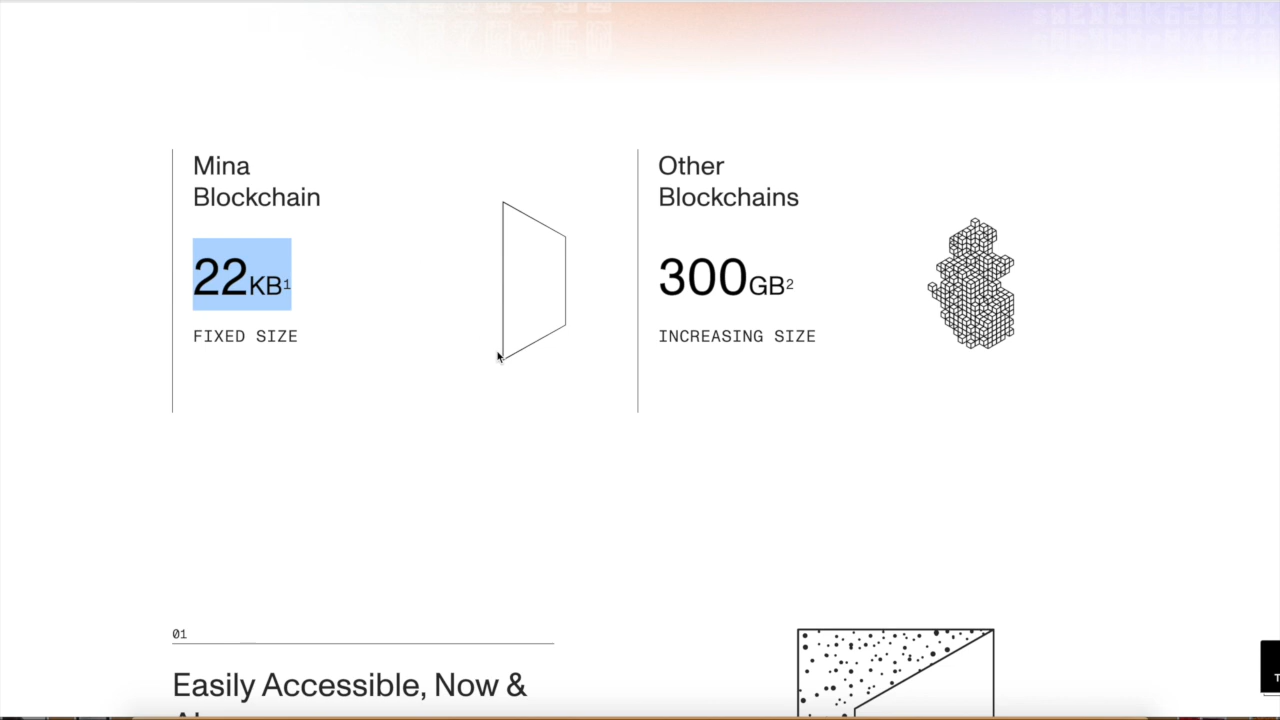 Mina
Blockchain
22KB1
FIXED SIZE
Other
Blockchains
300GB2
INCREASING SIZE
01
Easily Accessible, Now &